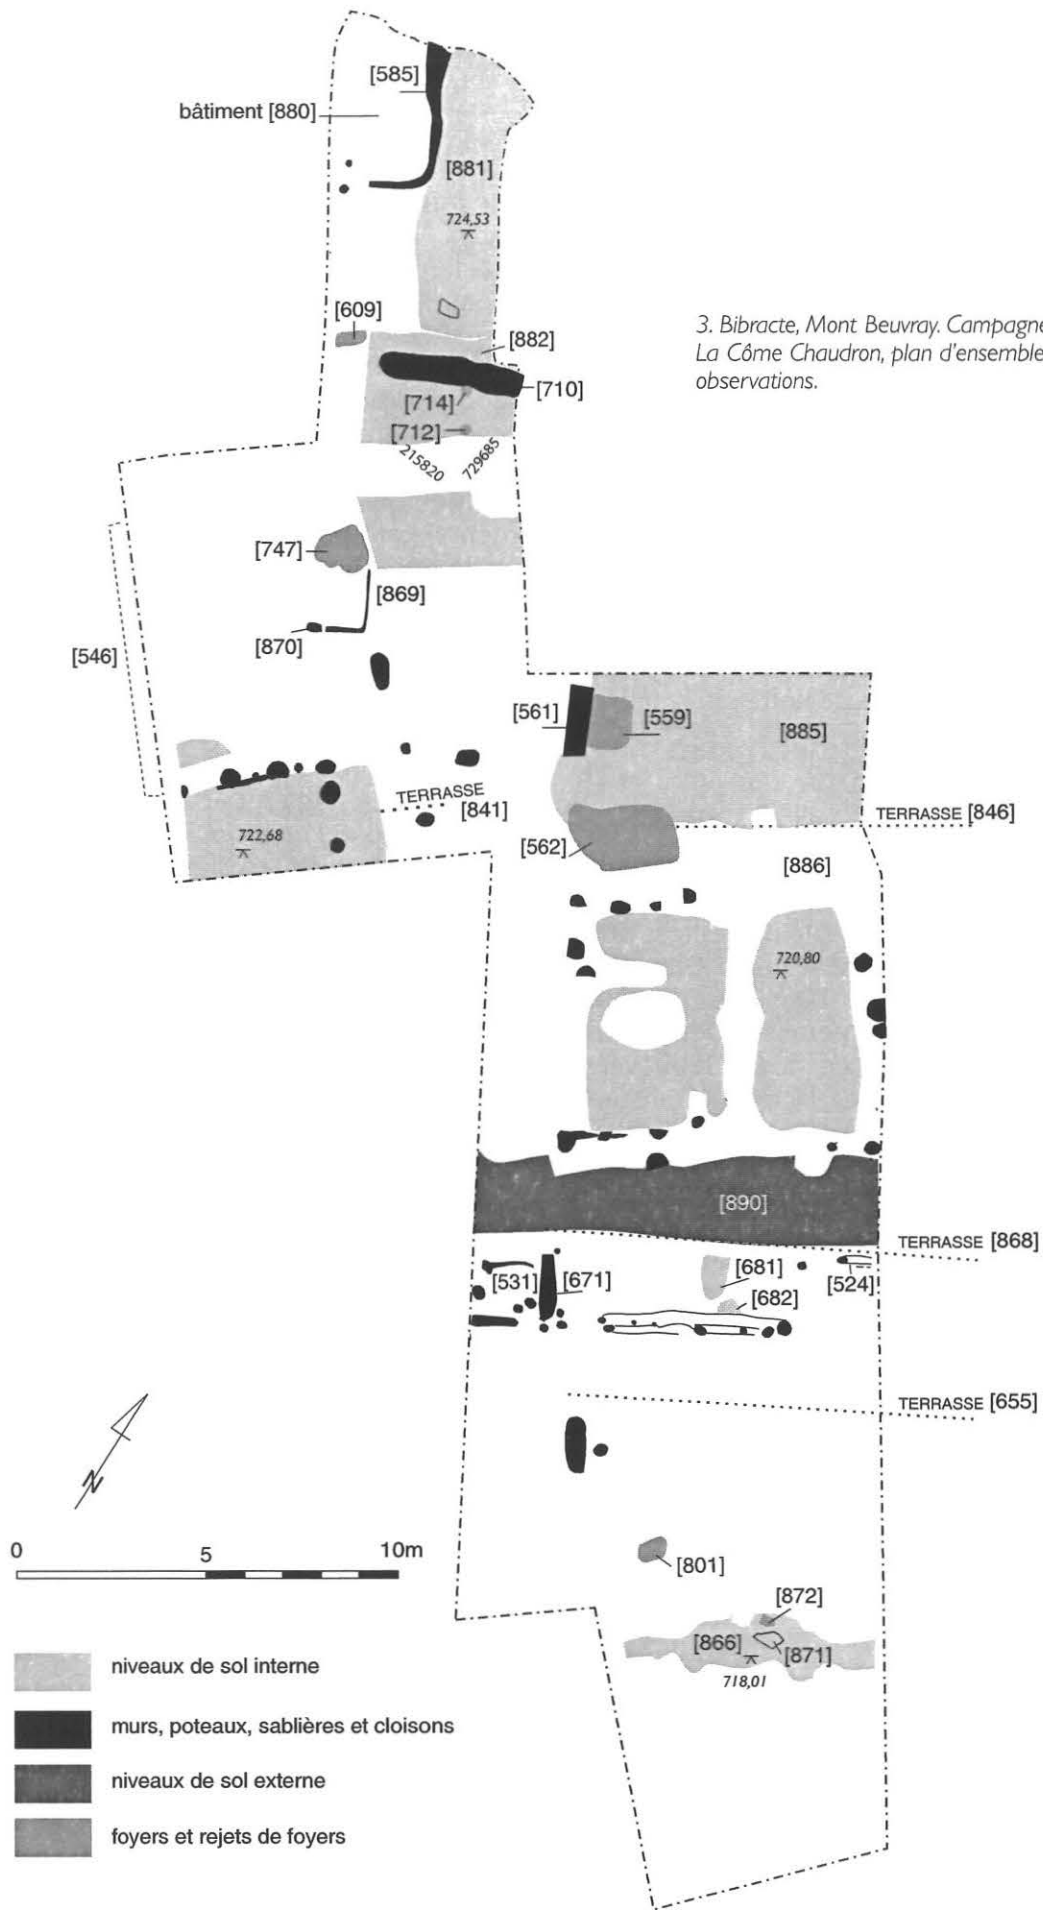 [585]
bâtiment [880]
[881]
724,53
[609]
[882]
3. Bibracte, Mont Beuvray. Campagne
La Côme Chaudron, plan d'ensemble
observations.
[710]
[714]
[712]
215820
729685
[747]
[869]
[870]
[546]
[561]
[559]
[885]
TERRASSE
[841]
TERRASSE [846]
722,68
[562]
[886]
720,80
[890]
TERRASSE [868]
[531]
[671]
[681]
[524]
[682]
TERRASSE [655]
N
0 5 10m
[801]
[872]
[866]
[871]
718,01
niveaux de sol interne
murs, poteaux, sablières et cloisons
niveaux de sol externe
foyers et rejets de foyers